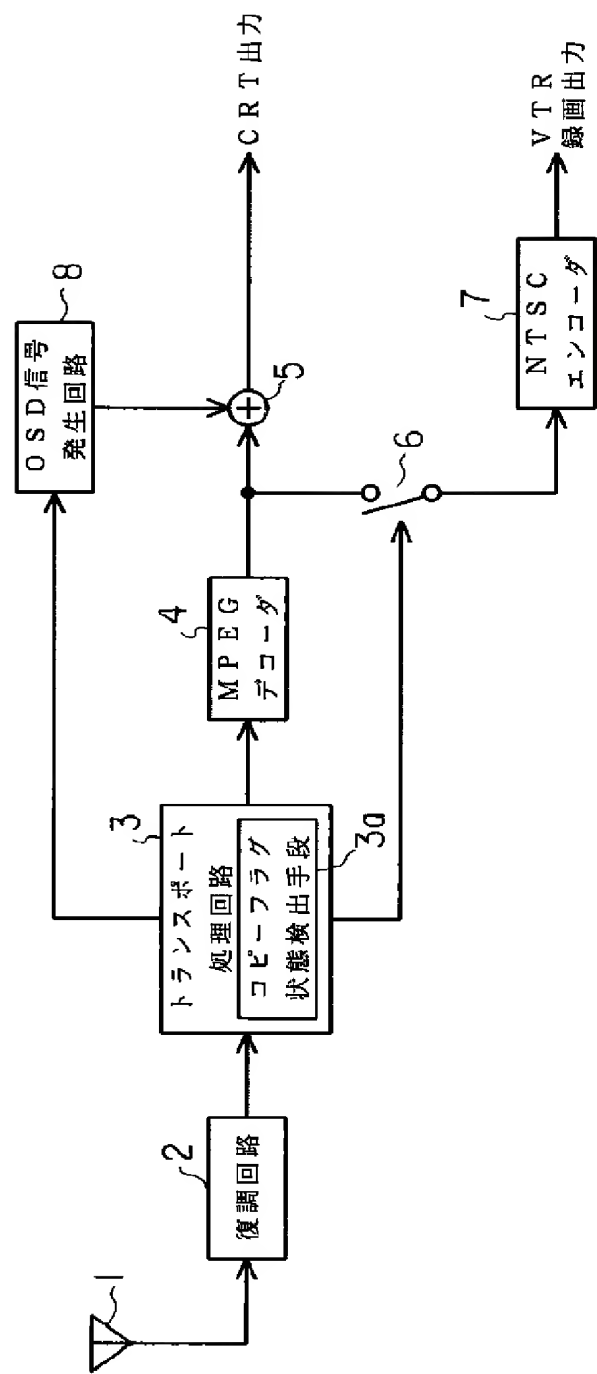 1
2
復調回路
3
トランスポート
処理回路
コピーフラグ
状態検出手段
3a
4
MPEG
デコーダ
5
6
7
NTSC
エンコーダ
8
OSD信号
発生回路
CRT出力
VTR
録画出力